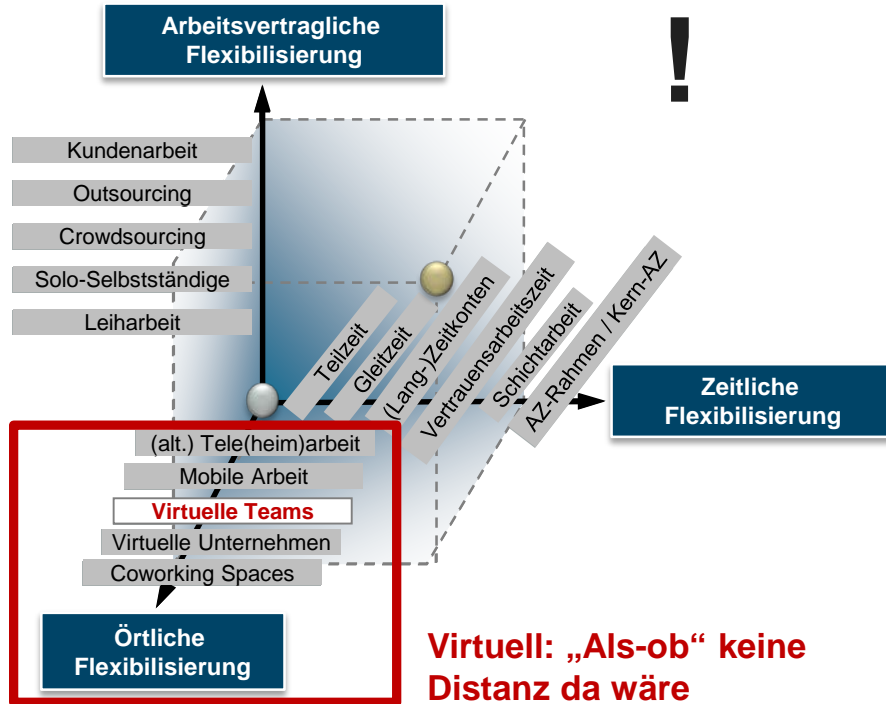 Arbeitsvertragliche
Flexibilisierung
!
Kundenarbeit
Outsourcing
Crowdsourcing
Solo-Selbstständige
Leiharbeit
Teilzeit
Gleitzeit
(Lang-)Zeitkonten
Vertrauensarbeitszeit
Schichtarbeit
AZ-Rahmen / Kern-AZ
Zeitliche
Flexibilisierung
(alt.) Tele(heim)arbeit
Mobile Arbeit
Virtuelle Teams
Virtuelle Unternehmen
Coworking Spaces
Örtliche
Flexibilisierung
Virtuell: „Als-ob“ keine
Distanz da wäre